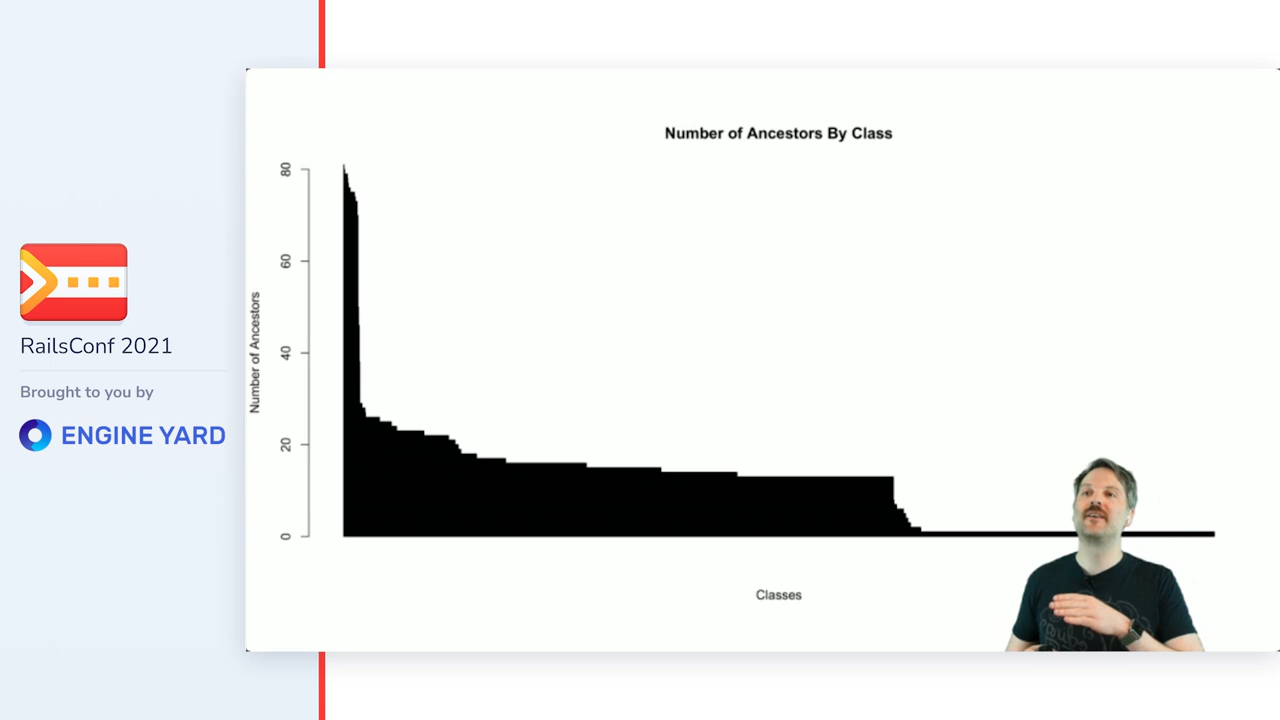 RailsConf 2021
Brought to you by
ENGINE YARD
Number of Ancestors By Class
Number of Ancestors
80
60
40
20
0
Classes